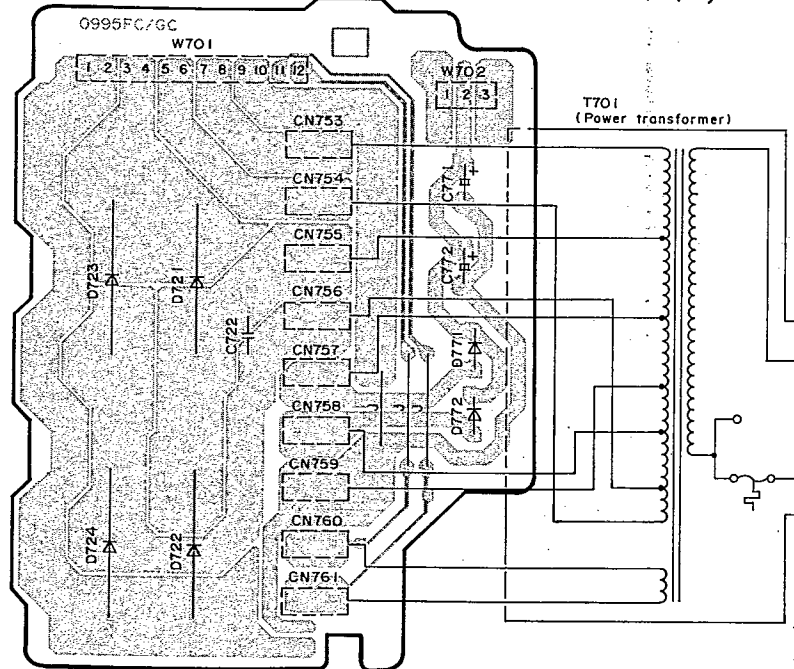 0995FC/GC
W701
1 2 3 4 5 6 7 8 9 10 11 12
W702
1 2 3
T701
(Power transformer)
CN753
CN754
CN755
CN756
CN757
CN758
CN759
CN760
CN761
C771
C772
D771
D772
D723
D721
C722
D724
D722
J
J
J